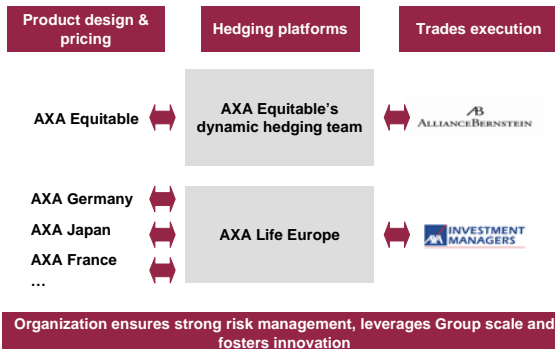 Product design &
pricing
Hedging platforms
Trades execution
AXA Equitable
AXA Equitable's
dynamic hedging team
AB
ALLIANCEBERNSTEIN
AXA Germany
AXA Japan
AXA France
…
AXA Life Europe
AXA INVESTMENT
MANAGERS
Organization ensures strong risk management, leverages Group scale and
fosters innovation